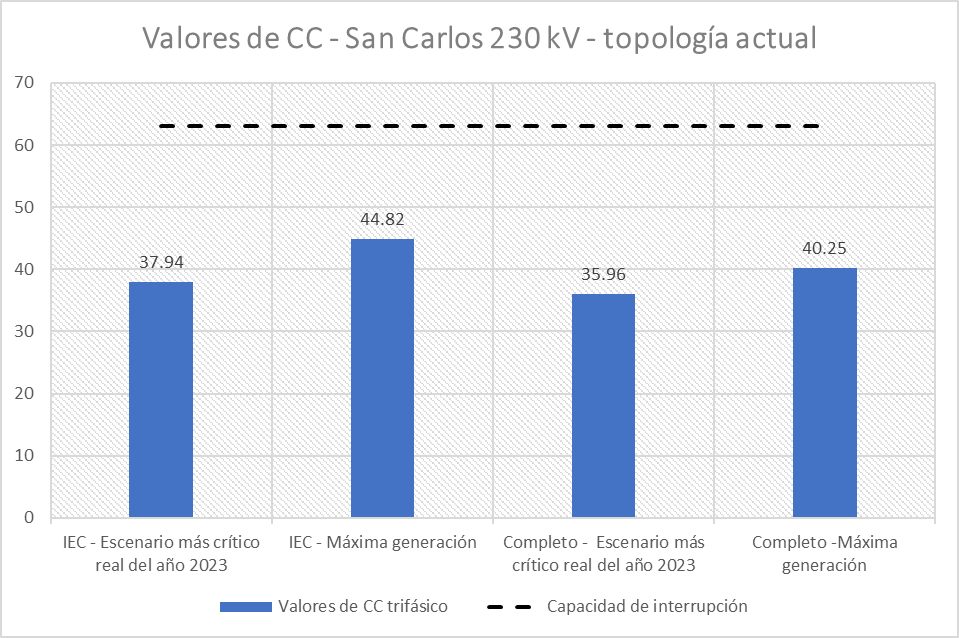 Valores de CC - San Carlos 230 kV - topología actual
70
60
50
40
30
20
10
0
37.94
44.82
35.96
40.25
IEC - Escenario más crítico
real del año 2023
IEC - Máxima generación
Completo -  Escenario más
crítico real del año 2023
Completo -Máxima
generación
Valores de CC trifásico
Capacidad de interrupción